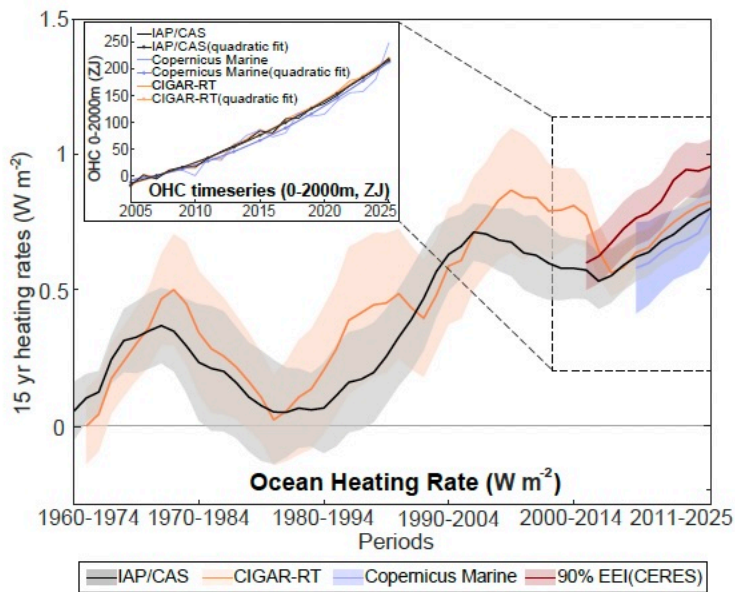 1.5
1
0.5
0
15 yr heating rates (W m⁻²)
250
200
150
100
50
0
OHC 0-2000m (ZJ)
IAP/CAS
IAP/CAS(quadratic fit)
Copernicus Marine
Copernicus Marine(quadratic fit)
CIGAR-RT
CIGAR-RT(quadratic fit)
OHC timeseries (0-2000m, ZJ)
2005 2010 2015 2020 2025
Ocean Heating Rate (W m⁻²)
1960-1974 1970-1984 1980-1994 1990-2004 2000-2014 2011-2025
Periods
IAP/CAS CIGAR-RT Copernicus Marine 90% EEI(CERES)